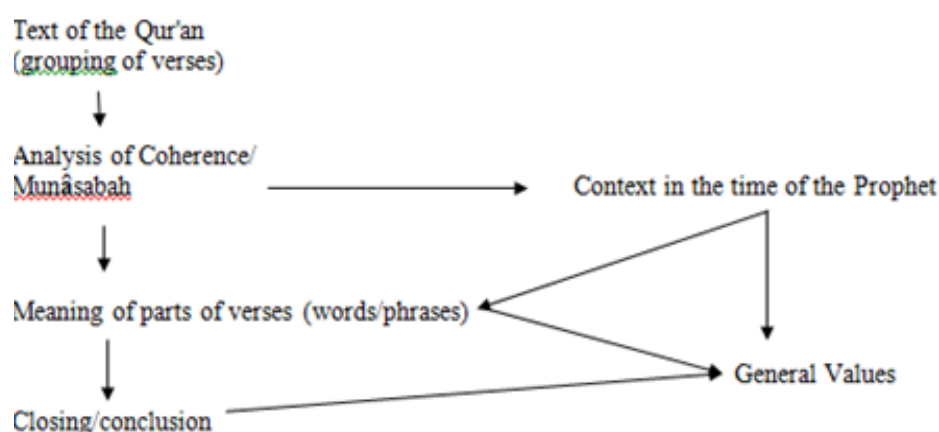 Text of the Qur'an
(grouping of verses)
Analysis of Coherence/
Munâsabah
Context in the time of the Prophet
Meaning of parts of verses (words/phrases)
General Values
Closing/conclusion